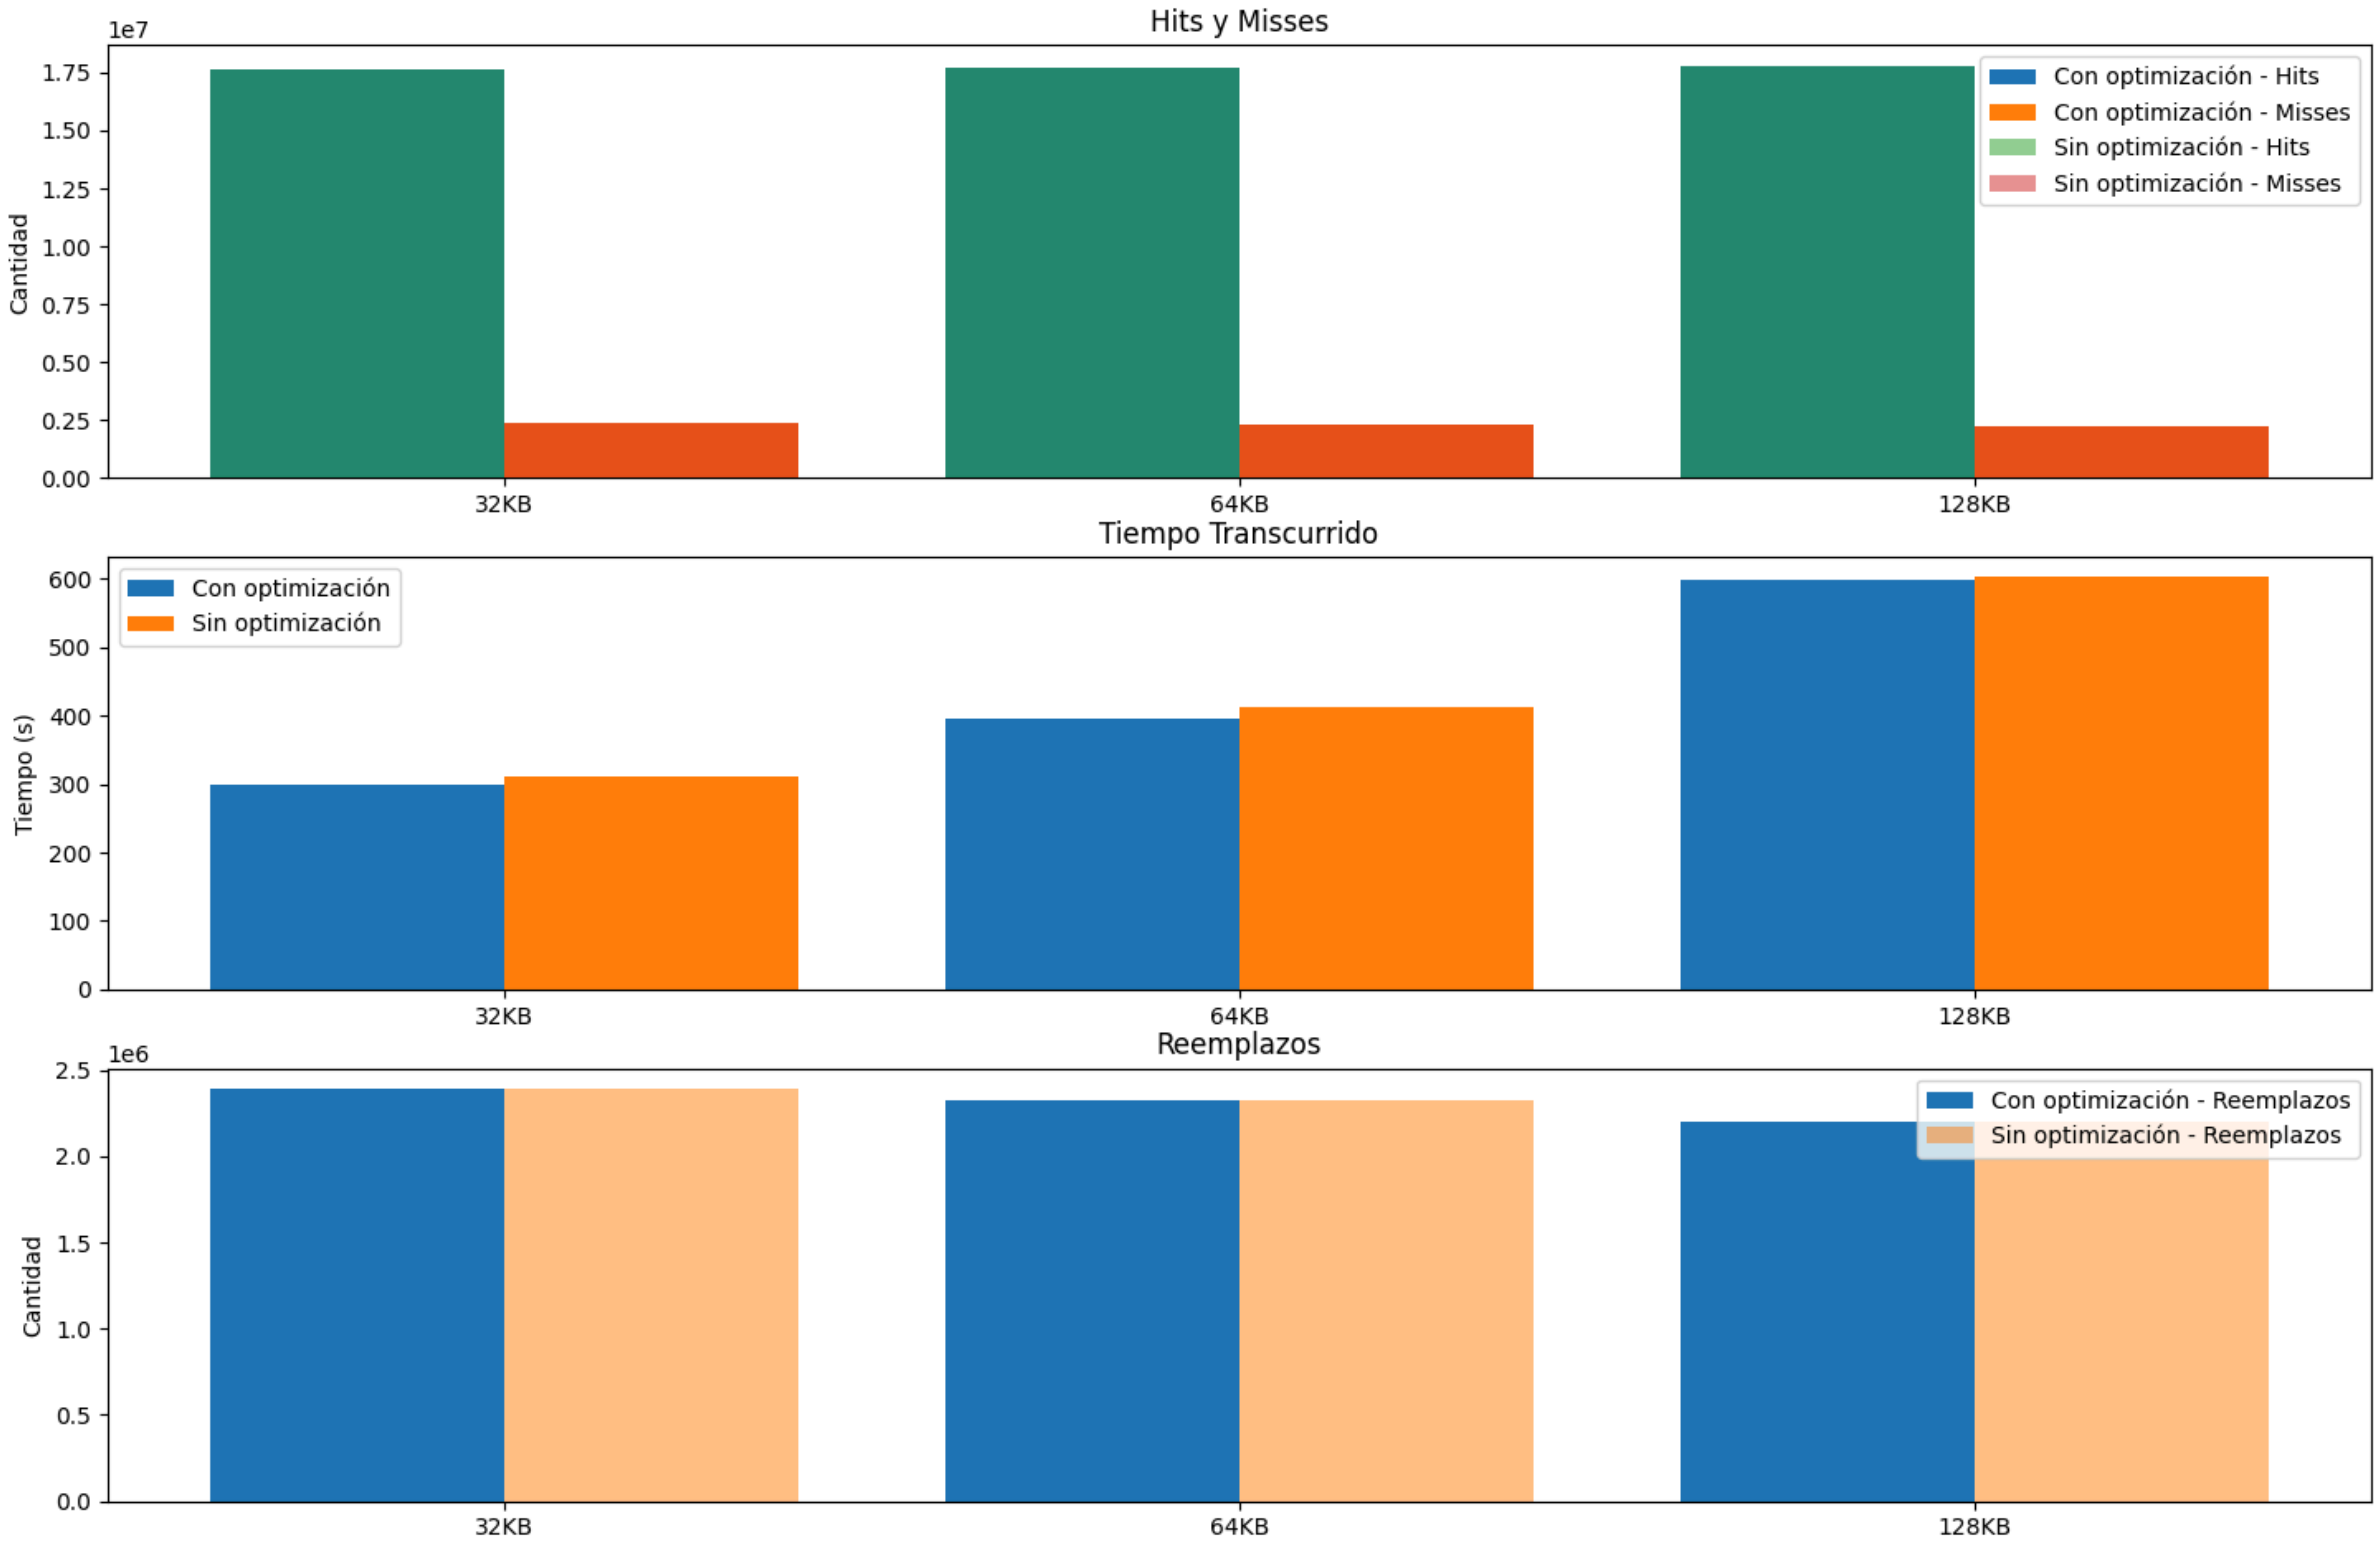 Hits y Misses
1e7
Cantidad
1.75
1.50
1.25
1.00
0.75
0.50
0.25
0.00
Con optimización - Hits
Con optimización - Misses
Sin optimización - Hits
Sin optimización - Misses
32KB
64KB
128KB
Tiempo Transcurrido
Tiempo (s)
600
500
400
300
200
100
0
Con optimización
Sin optimización
32KB
64KB
128KB
Reemplazos
1e6
Cantidad
2.5
2.0
1.5
1.0
0.5
0.0
Con optimización - Reemplazos
Sin optimización - Reemplazos
32KB
64KB
128KB